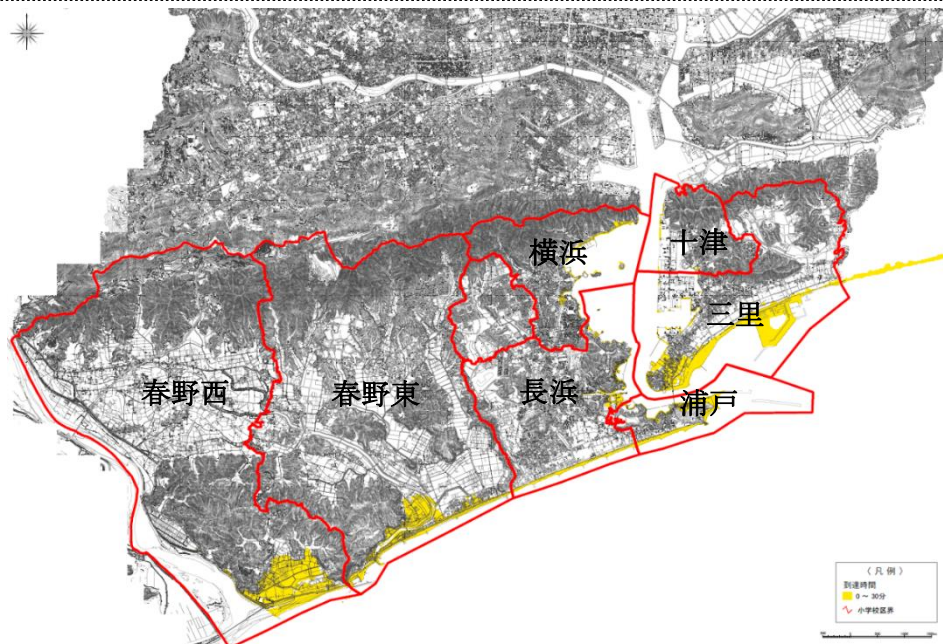 横浜
十津
三里
春野西
春野東
長浜
浦戸
〈凡例〉
到達時間
0～30分
小学校区界